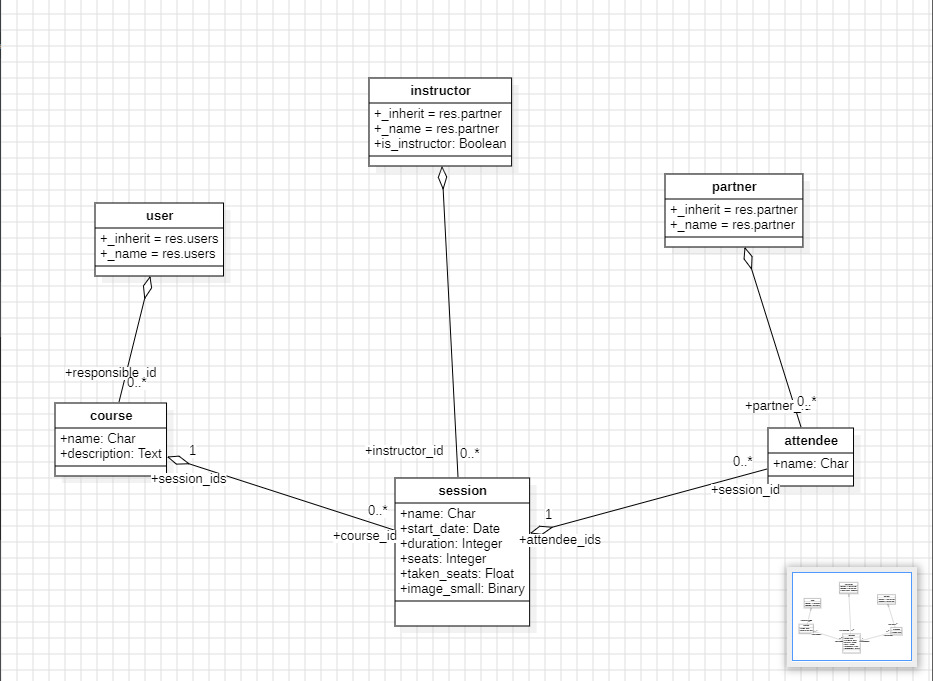 instructor
+_inherit = res.partner
+_name = res.partner
+is_instructor: Boolean
partner
+_inherit = res.partner
+_name = res.partner
user
+_inherit = res.users
+_name = res.users
+responsible_id
0..*
course
+name: Char
+description: Text
1
+session_ids
0..*
+course_id
+instructor_id
0..*
session
+name: Char
+start_date: Date
+duration: Integer
+seats: Integer
+taken_seats: Float
+image_small: Binary
1
+attendee_ids
0..*
+session_id
0..*
attendee
+name: Char